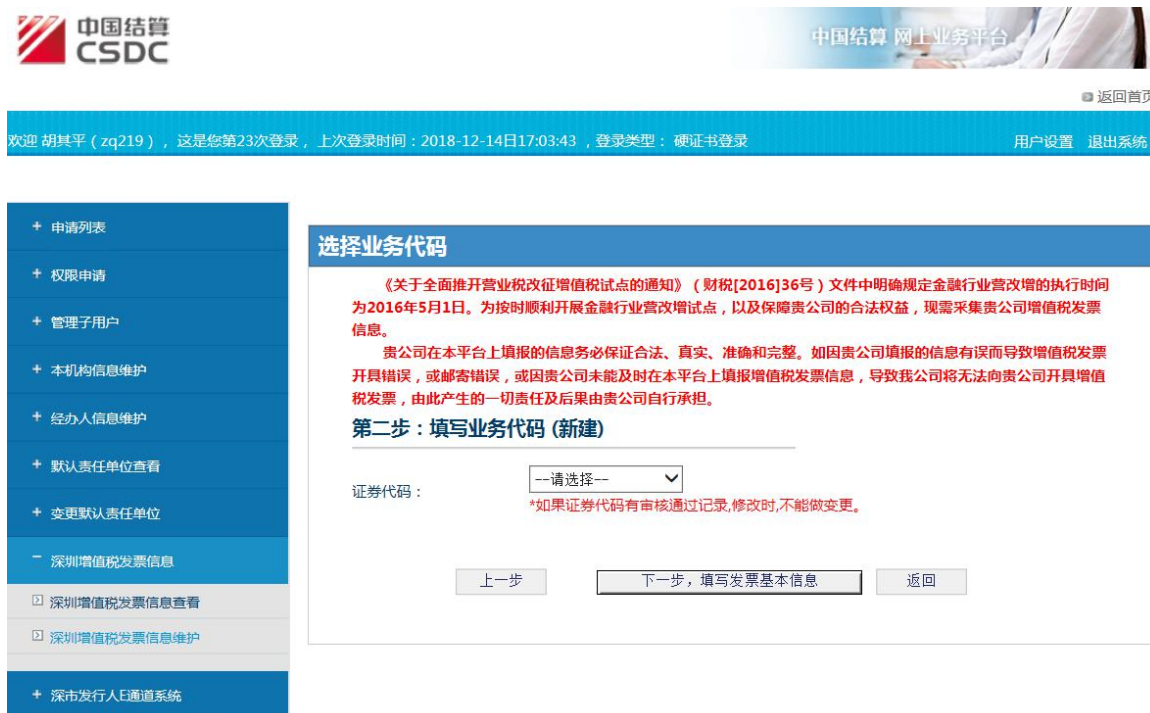 中国结算
CSDC
中国结算 网上业务平台
返回首页
欢迎 胡其平 ( zq219 ) ，这是您第23次登录 , 上次登录时间 : 2018-12-14日17:03:43 , 登录类型 : 硬证书登录
用户设置 退出系统
+ 申请列表
+ 权限申请
+ 管理子用户
+ 本机构信息维护
+ 经办人信息维护
+ 默认责任单位查看
+ 变更默认责任单位
- 深圳增值税发票信息
深圳增值税发票信息查看
深圳增值税发票信息维护
+ 深市发行人E通道系统
选择业务代码
《关于全面推开营业税改征增值税试点的通知》（财税[2016]36号）文件中明确规定金融行业营改增的执行时间
为2016年5月1日。为按时顺利开展金融行业营改增试点，以及保障贵公司的合法权益，现需采集贵公司增值税发票
信息。
贵公司在本平台上填报的信息务必保证合法、真实、准确和完整。如因贵公司填报的信息有误而导致增值税发票
开具错误，或邮寄错误，或因贵公司未能及时在本平台上填报增值税发票信息，导致我公司将无法向贵公司开具增值
税发票，由此产生的一切责任及后果由贵公司自行承担。
第二步：填写业务代码 (新建)
证券代码：
--请选择--
*如果证券代码有审核通过记录,修改时,不能做变更。
上一步
下一步，填写发票基本信息
返回